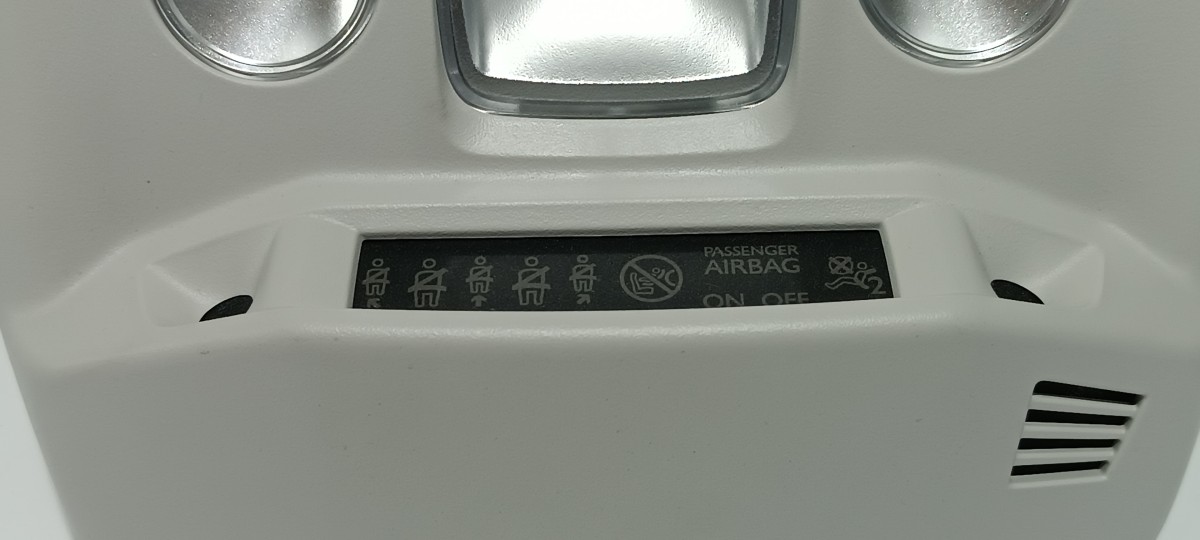 PASSENGER
AIRBAG
ON OFF
2